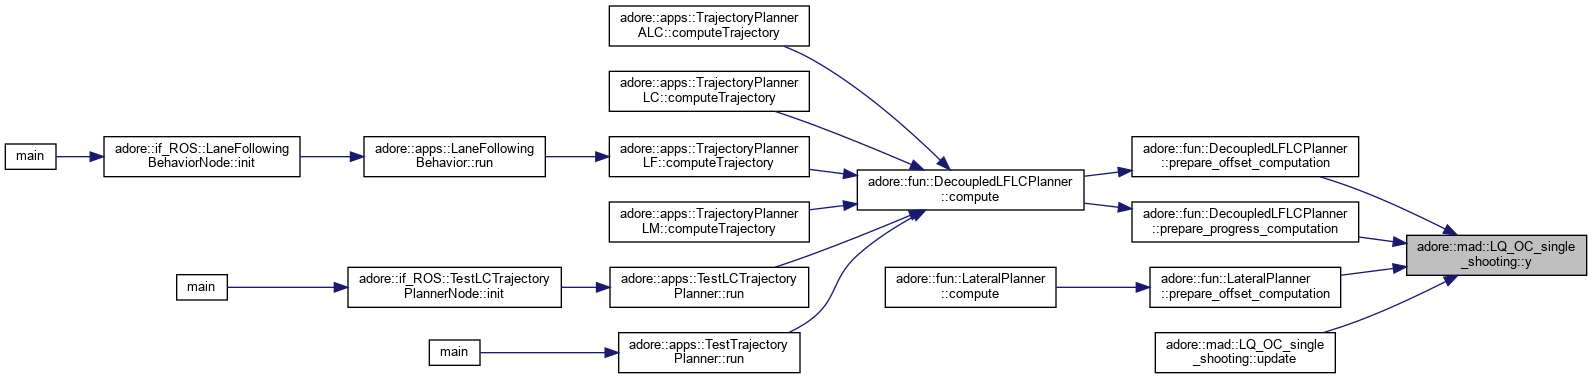 adore::apps::TrajectoryPlanner
ALC::computeTrajectory
adore::apps::TrajectoryPlanner
LC::computeTrajectory
main
adore::if_ROS::LaneFollowing
BehaviorNode::init
adore::apps::LaneFollowing
Behavior::run
adore::apps::TrajectoryPlanner
LF::computeTrajectory
adore::fun::DecoupledLFLCPlanner
::compute
adore::fun::DecoupledLFLCPlanner
::prepare_offset_computation
adore::apps::TrajectoryPlanner
LM::computeTrajectory
adore::fun::DecoupledLFLCPlanner
::prepare_progress_computation
adore::mad::LQ_OC_single
_shooting::y
main
adore::if_ROS::TestLCTrajectory
PlannerNode::init
adore::apps::TestLCTrajectory
Planner::run
adore::fun::LateralPlanner
::compute
adore::fun::LateralPlanner
::prepare_offset_computation
main
adore::apps::TestTrajectory
Planner::run
adore::mad::LQ_OC_single
_shooting::update